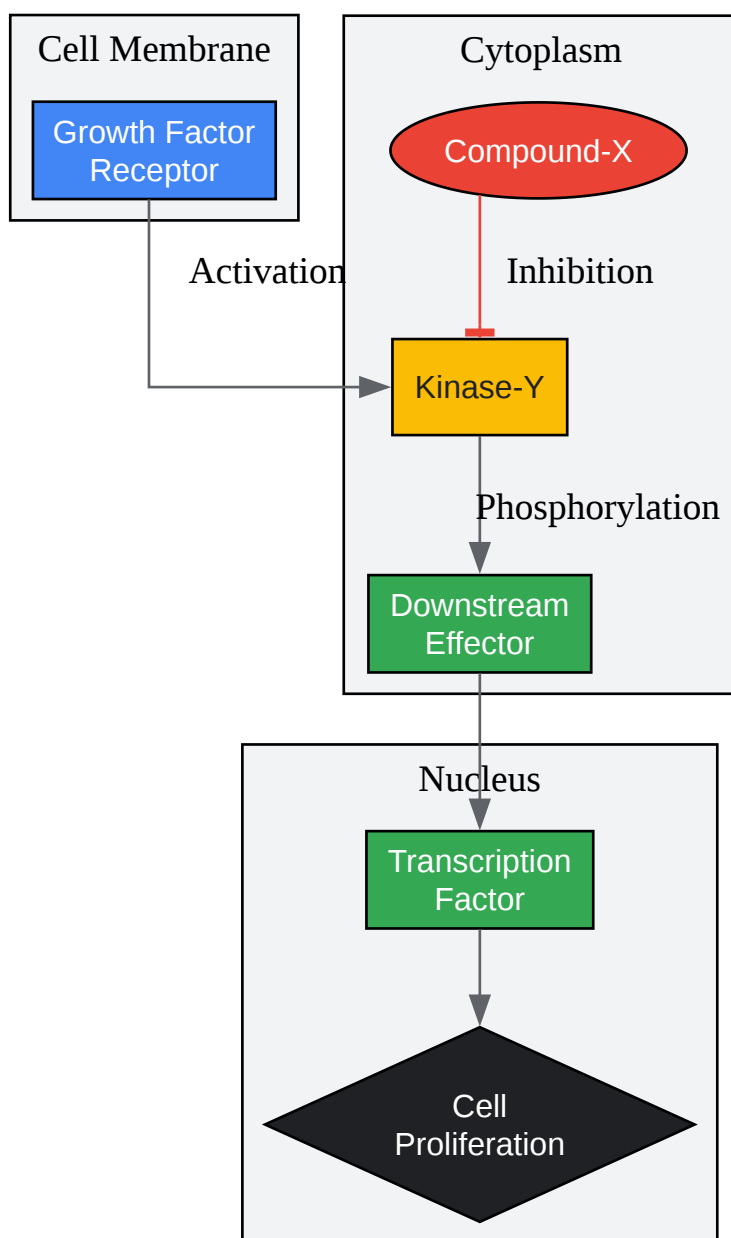 Cell Membrane
Growth Factor
Receptor
Cytoplasm
Compound-X
Activation
Inhibition
Kinase-Y
Phosphorylation
Downstream
Effector
Nucleus
Transcription
Factor
Cell
Proliferation